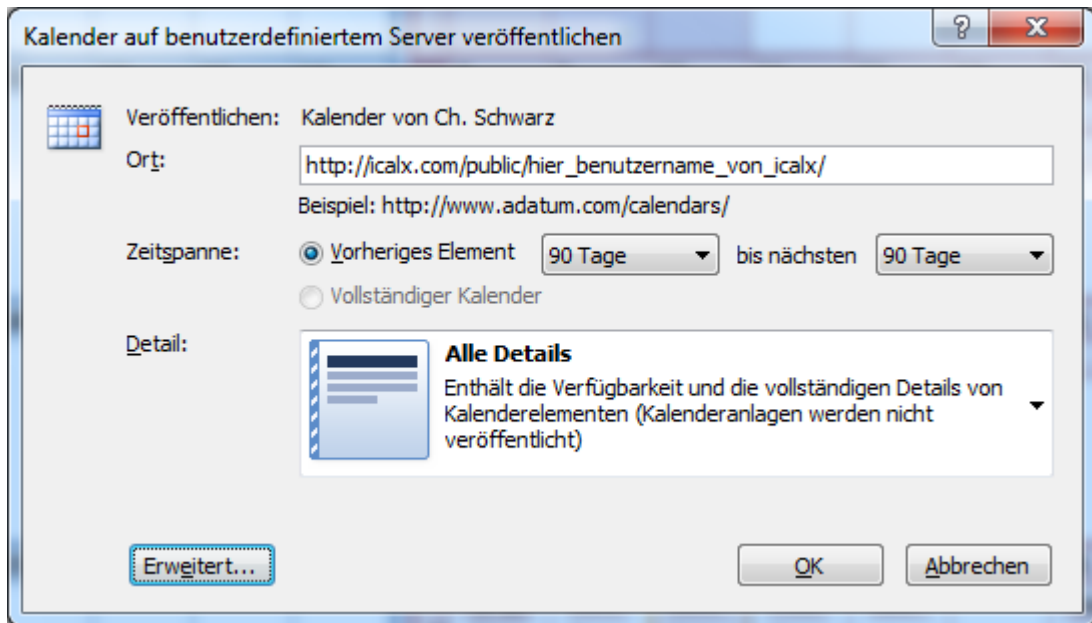 Kalender auf benutzerdefiniertem Server veröffentlichen
Veröffentlichen: Kalender von Ch. Schwarz
Ort: http://icalx.com/public/hier_benutzername_von_icalx/
Beispiel: http://www.adatum.com/calendars/
Zeitspanne: Vorheriges Element 90 Tage bis nächsten 90 Tage
Vollständiger Kalender
Detail: Alle Details
Enthält die Verfügbarkeit und die vollständigen Details von
Kalenderelementen (Kalenderanlagen werden nicht
veröffentlicht)
Erweitert... OK Abbrechen